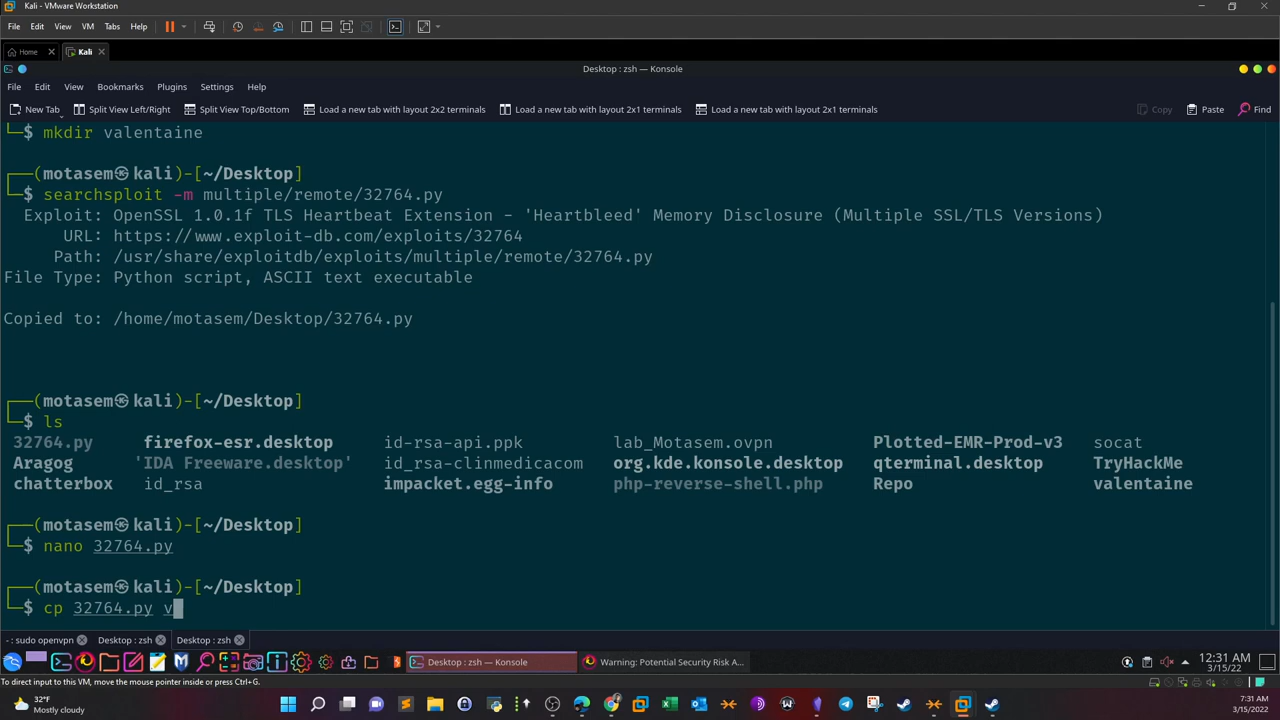 Kali - VMware Workstation
File Edit View VM Tabs Help
Home Kali
Desktop : zsh — Konsole
File Edit View Bookmarks Plugins Settings Help
New Tab Split View Left/Right Split View Top/Bottom Load a new tab with layout 2x2 terminals Load a new tab with layout 2x1 terminals Load a new tab with layout 2x1 terminals Copy Paste Find
└─$ mkdir valentaine
┌──(motasem㉿kali)-[~/Desktop]
└─$ searchsploit -m multiple/remote/32764.py
Exploit: OpenSSL 1.0.1f TLS Heartbeat Extension - 'Heartbleed' Memory Disclosure (Multiple SSL/TLS Versions)
URL: https://www.exploit-db.com/exploits/32764
Path: /usr/share/exploitdb/exploits/multiple/remote/32764.py
File Type: Python script, ASCII text executable
Copied to: /home/motasem/Desktop/32764.py
┌──(motasem㉿kali)-[~/Desktop]
└─$ ls
32764.py firefox-esr.desktop id-rsa-api.ppk lab_Motasem.ovpn Plotted-EMR-Prod-v3 socat
Aragog 'IDA Freeware.desktop' id_rsa-clinmedicacom org.kde.konsole.desktop qterminal.desktop TryHackMe
chatterbox id_rsa impacket.egg-info php-reverse-shell.php Repo valentaine
┌──(motasem㉿kali)-[~/Desktop]
└─$ nano 32764.py
┌──(motasem㉿kali)-[~/Desktop]
└─$ cp 32764.py v
- : sudo openvpn Desktop : zsh Desktop : zsh
Desktop : zsh — Konsole Warning: Potential Security Risk A... 12:31 AM
3/15/22
To direct input to this VM, move the mouse pointer inside or press Ctrl+G.
32°F
Mostly cloudy
7:31 AM
3/15/2022